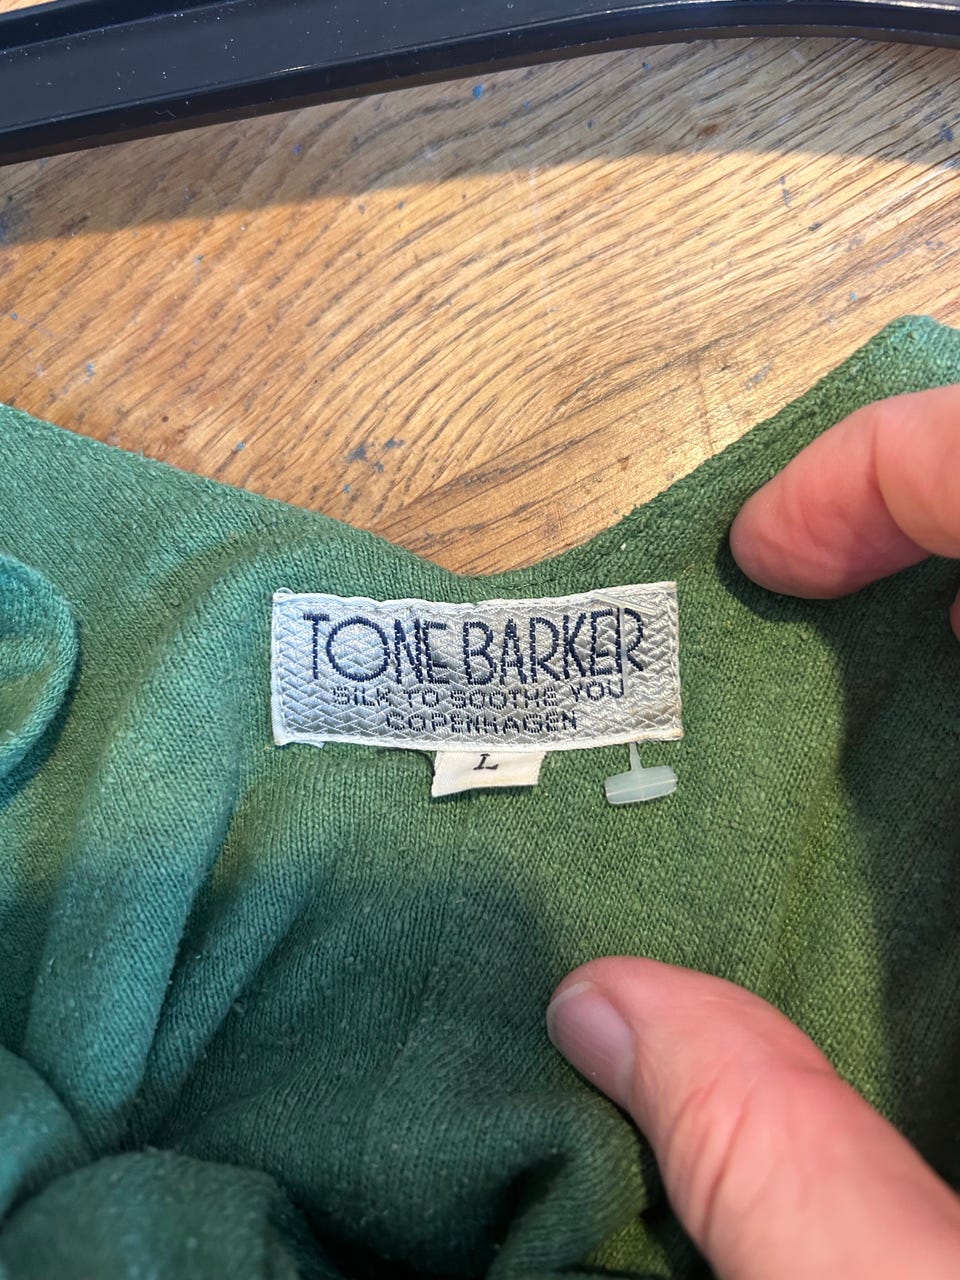 TONE BARKER
SILK TO SOOTHE YOU
COPENHAGEN
L